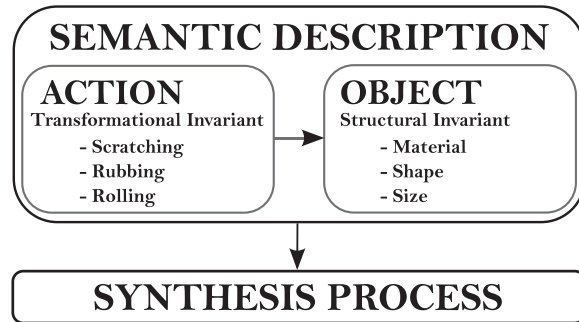 SEMANTIC DESCRIPTION
ACTION
Transformational Invariant
- Scratching
- Rubbing
- Rolling
OBJECT
Structural Invariant
- Material
- Shape
- Size
SYNTHESIS PROCESS